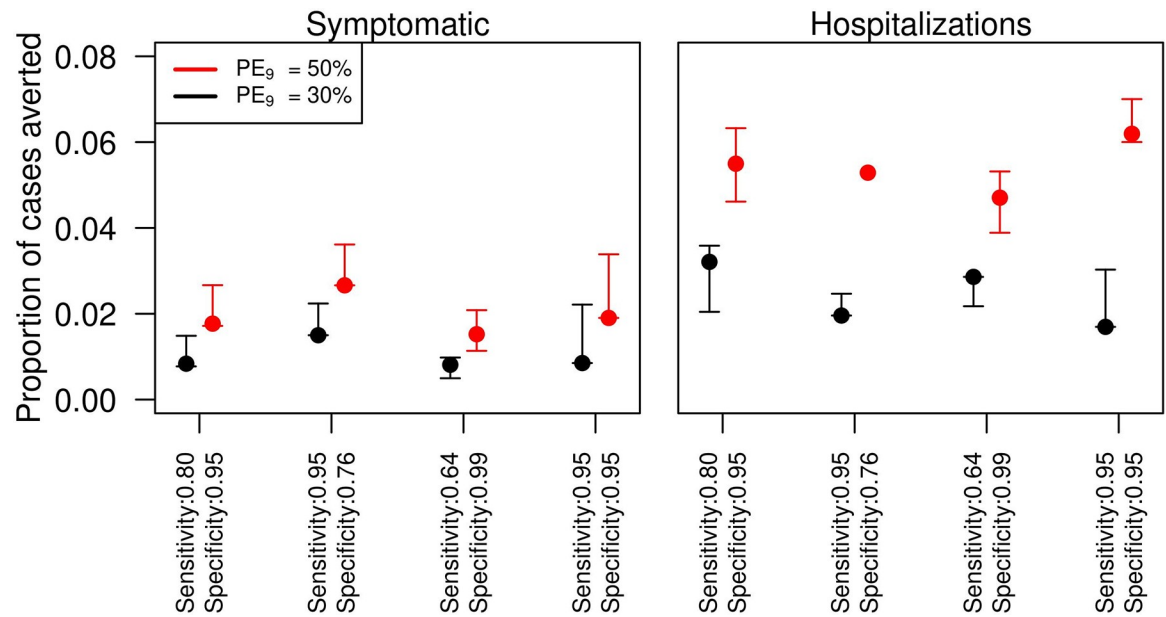 Symptomatic
Hospitalizations
Proportion of cases averted
0.08
0.06
0.04
0.02
0.00
PE₉ = 50%
PE₉ = 30%
Sensitivity:0.80
Specificity:0.95
Sensitivity:0.95
Specificity:0.76
Sensitivity:0.64
Specificity:0.99
Sensitivity:0.95
Specificity:0.95
Sensitivity:0.80
Specificity:0.95
Sensitivity:0.95
Specificity:0.76
Sensitivity:0.64
Specificity:0.99
Sensitivity:0.95
Specificity:0.95